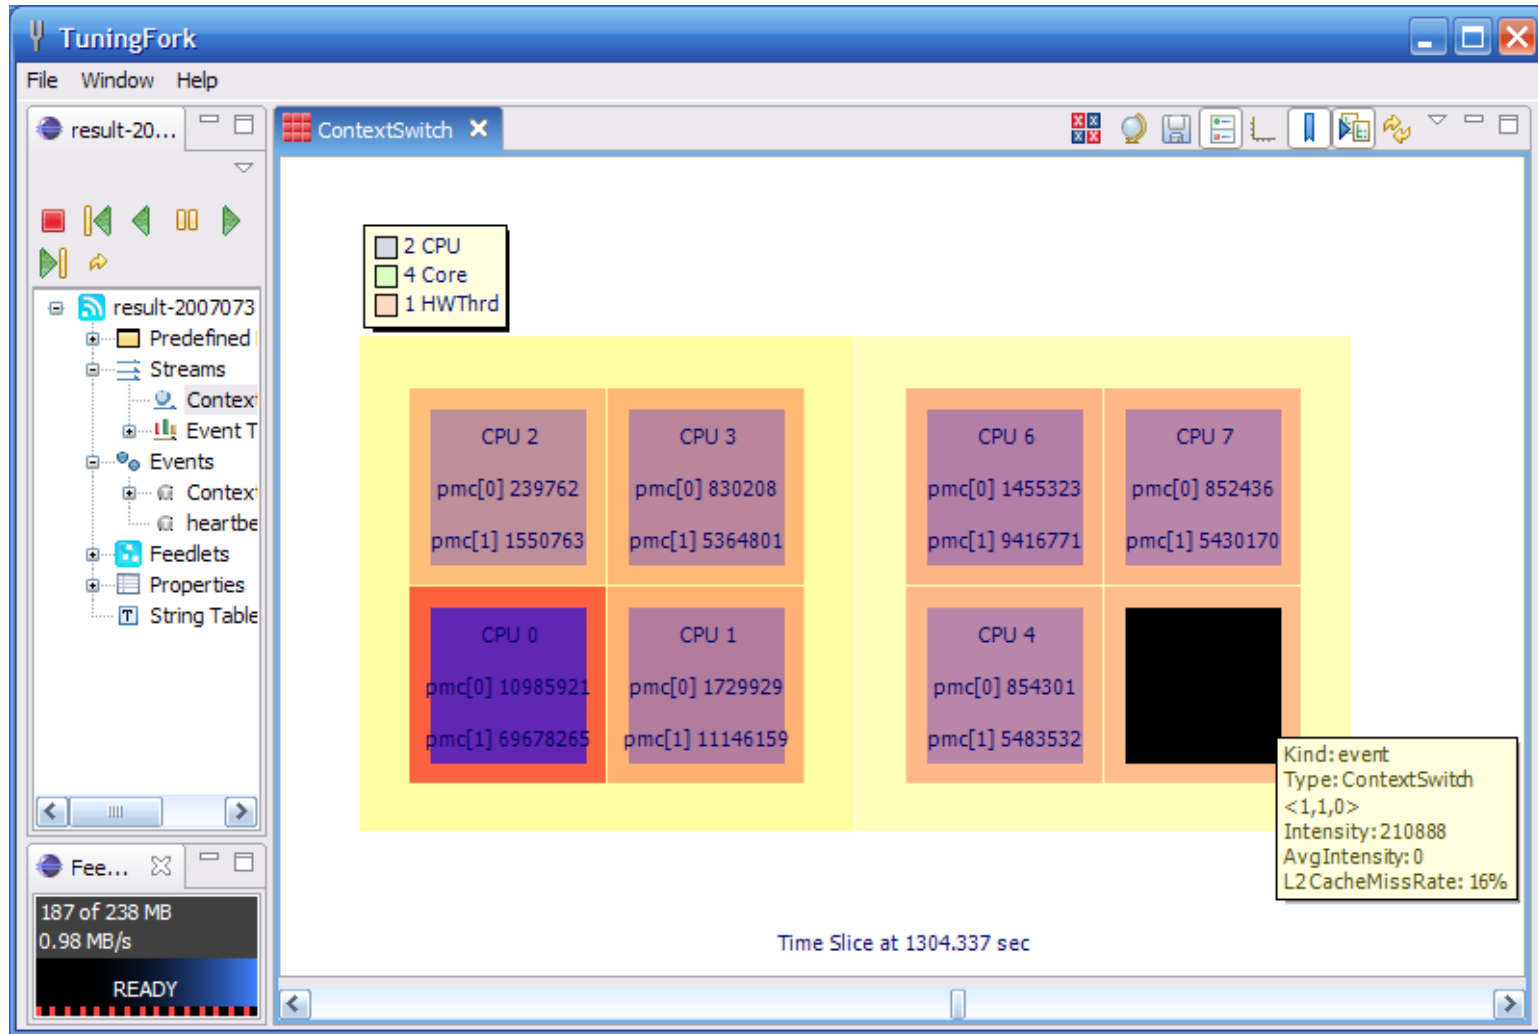 TuningFork
File Window Help
result-20...
ContextSwitch
2 CPU
4 Core
1 HWThrd
result-2007073
Predefined
Streams
Contex
Event T
Events
Contex
heartbe
Feedlets
Properties
T String Table
CPU 2
pmc[0] 239762
pmc[1] 1550763
CPU 3
pmc[0] 830208
pmc[1] 5364801
CPU 6
pmc[0] 1455323
pmc[1] 9416771
CPU 7
pmc[0] 852436
pmc[1] 5430170
CPU 0
pmc[0] 10985921
pmc[1] 69678265
CPU 1
pmc[0] 1729929
pmc[1] 11146159
CPU 4
pmc[0] 854301
pmc[1] 5483532
Kind: event
Type: ContextSwitch
<1,1,0>
Intensity: 210888
AvgIntensity: 0
L2CacheMissRate: 16%
Time Slice at 1304.337 sec
Fee...
187 of 238 MB
0.98 MB/s
READY